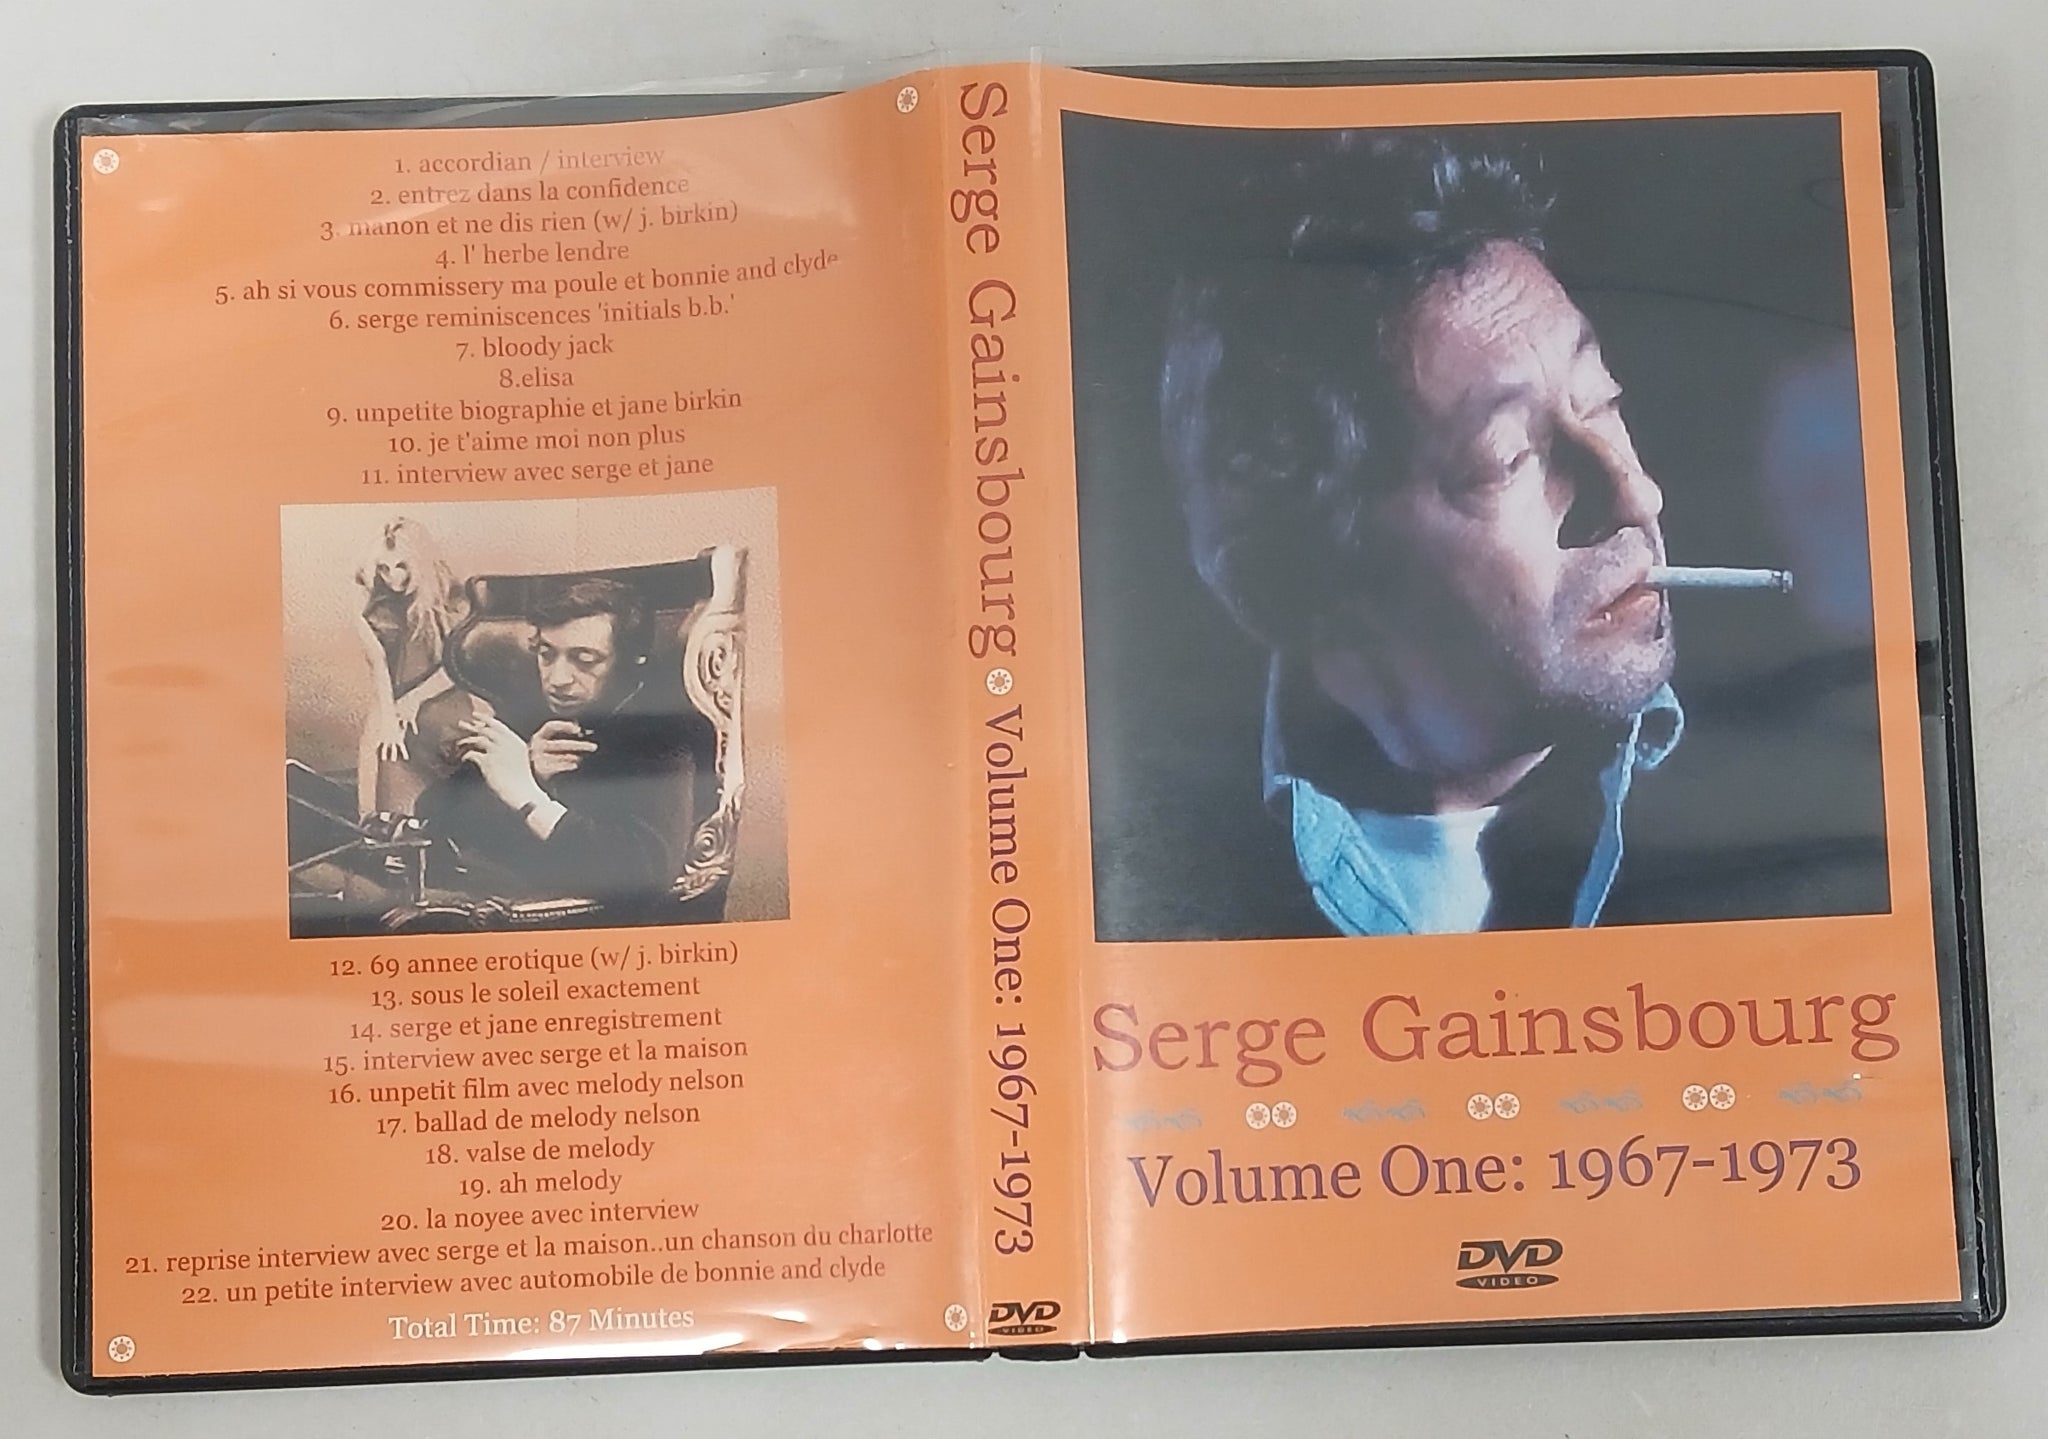 1. accordian / interview
2. entrez dans la confidence
3. manon et ne dis rien (w/ j. birkin)
4. l' herbe lendre
5. ah si vous commissery ma poule et bonnie and clyde
6. serge reminiscences 'initials b.b.'
7. bloody jack
8.elisa
9. unpetite biographie et jane birkin
10. je t'aime moi non plus
11. interview avec serge et jane
12. 69 annee erotique (w/ j. birkin)
13. sous le soleil exactement
14. serge et jane enregistrement
15. interview avec serge et la maison
16. unpetit film avec melody nelson
17. ballad de melody nelson
18. valse de melody
19. ah melody
20. la noyee avec interview
21. reprise interview avec serge et la maison..un chanson du charlotte
22. un petite interview avec automobile de bonnie and clyde
Total Time: 87 Minutes
Serge Gainsbourg Volume One: 1967-1973
DVD
VIDEO
Serge Gainsbourg
Volume One: 1967-1973
DVD
VIDEO